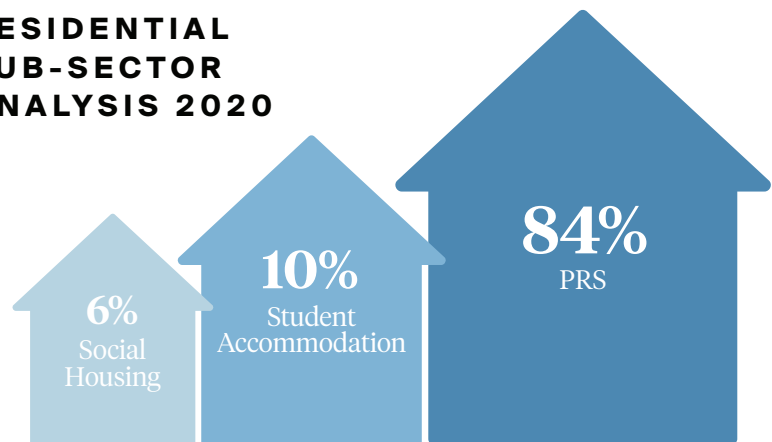 ESIDENTIAL
UB-SECTOR
NALYSIS 2020
6%
Social
Housing
10%
Student
Accommodation
84%
PRS